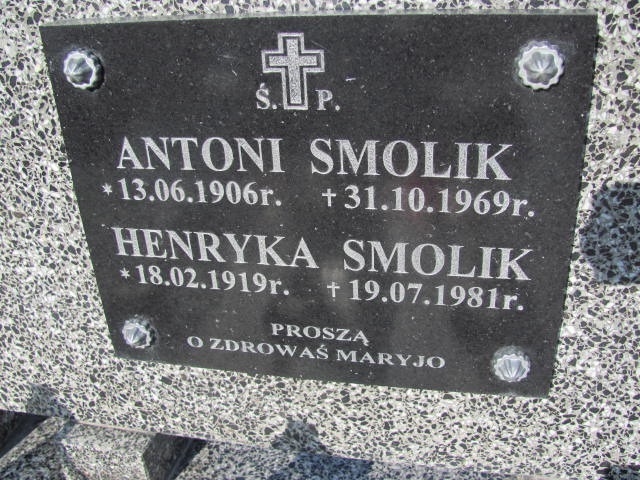 Ś. P.
ANTONI SMOLIK
*13.06.1906r. †31.10.1969r.
HENRYKA SMOLIK
*18.02.1919r. †19.07.1981r.
PROSZĄ
O ZDROWAŚ MARYJO